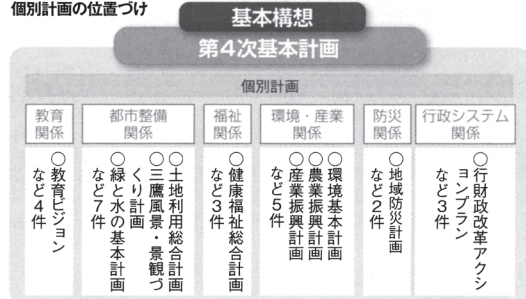 個別計画の位置づけ
基本構想
第4次基本計画
個別計画
教育
関係
○教育ビジョン
など4件
都市整備
関係
○土地利用総合計画
○三鷹風景・景観づ
くり計画
○緑と水の基本計画
など7件
福祉
関係
○健康福祉総合計画
など3件
環境・産業
関係
○環境基本計画
○農業振興計画
○産業振興計画
など5件
防災
関係
○地域防災計画
など2件
行政システム
関係
○行財政改革アクシ
ョンプラン
など3件